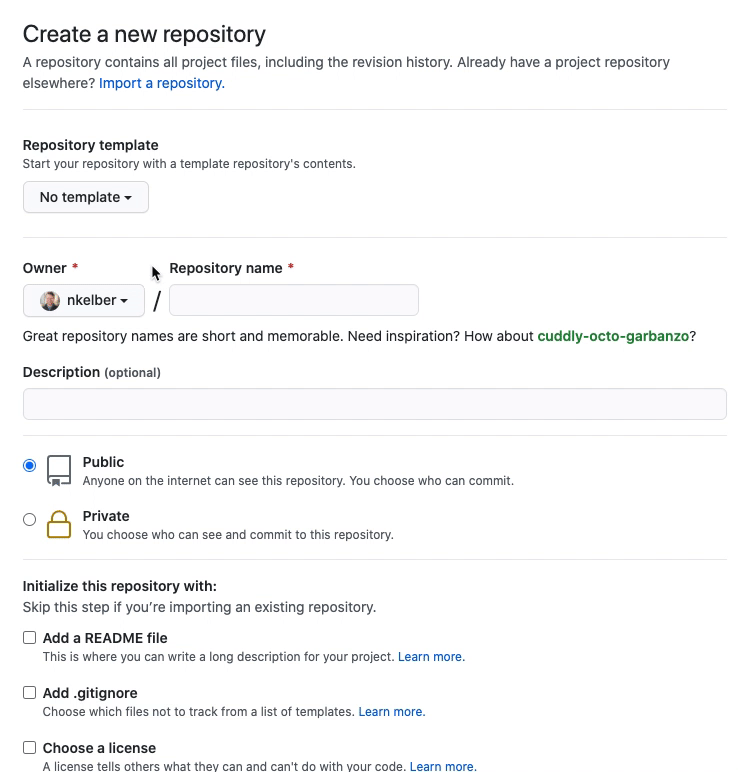 Create a new repository
A repository contains all project files, including the revision history. Already have a project repository
elsewhere? Import a repository.
Repository template
Start your repository with a template repository's contents.
No template
Owner * Repository name *
nkelber /
Great repository names are short and memorable. Need inspiration? How about cuddly-octo-garbanzo?
Description (optional)
Public
Anyone on the internet can see this repository. You choose who can commit.
Private
You choose who can see and commit to this repository.
Initialize this repository with:
Skip this step if you’re importing an existing repository.
Add a README file
This is where you can write a long description for your project. Learn more.
Add .gitignore
Choose which files not to track from a list of templates. Learn more.
Choose a license
A license tells others what they can and can't do with your code. Learn more.